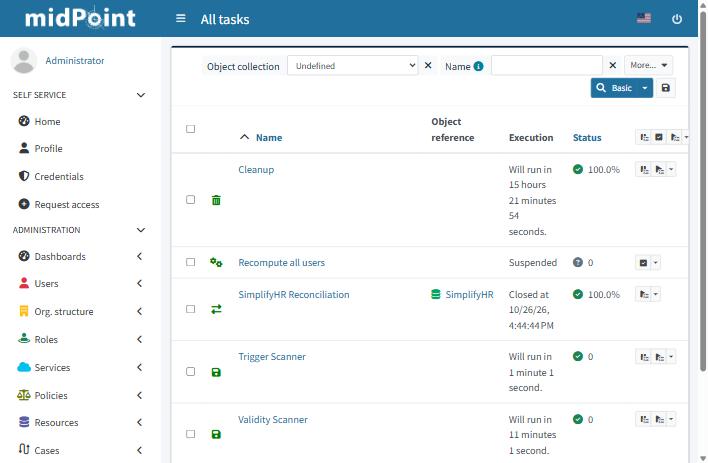 midPoint
All tasks
Administrator
SELF SERVICE
Home
Profile
Credentials
Request access
ADMINISTRATION
Dashboards
Users
Org. structure
Roles
Services
Policies
Resources
Cases
Object collection
Undefined
Name
More...
Basic
Name
Object
reference
Execution
Status
Cleanup
Will run in
15 hours
21 minutes
54
seconds.
100.0%
Recompute all users
Suspended
0
SimplifyHR Reconciliation
SimplifyHR
Closed at
10/26/26,
4:44:44 PM
100.0%
Trigger Scanner
Will run in
1 minute 1
second.
0
Validity Scanner
Will run in
11 minutes
1 second.
0